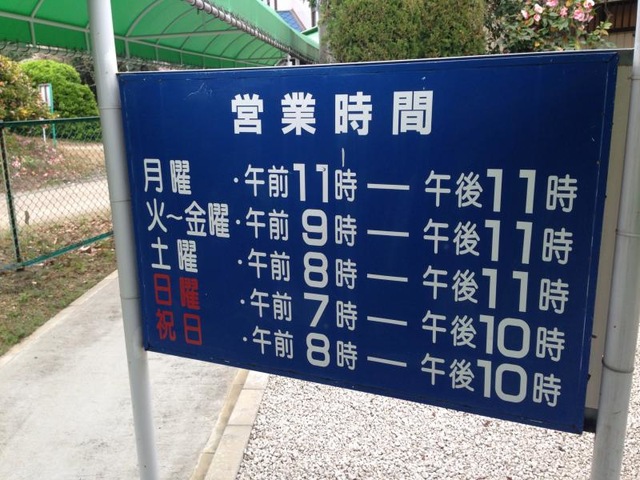 営業時間
月曜 ・午前11時 — 午後11時
火～金曜 ・午前9時 — 午後11時
土曜 ・午前8時 — 午後11時
日曜 ・午前7時 — 午後10時
祝日 ・午前8時 — 午後10時